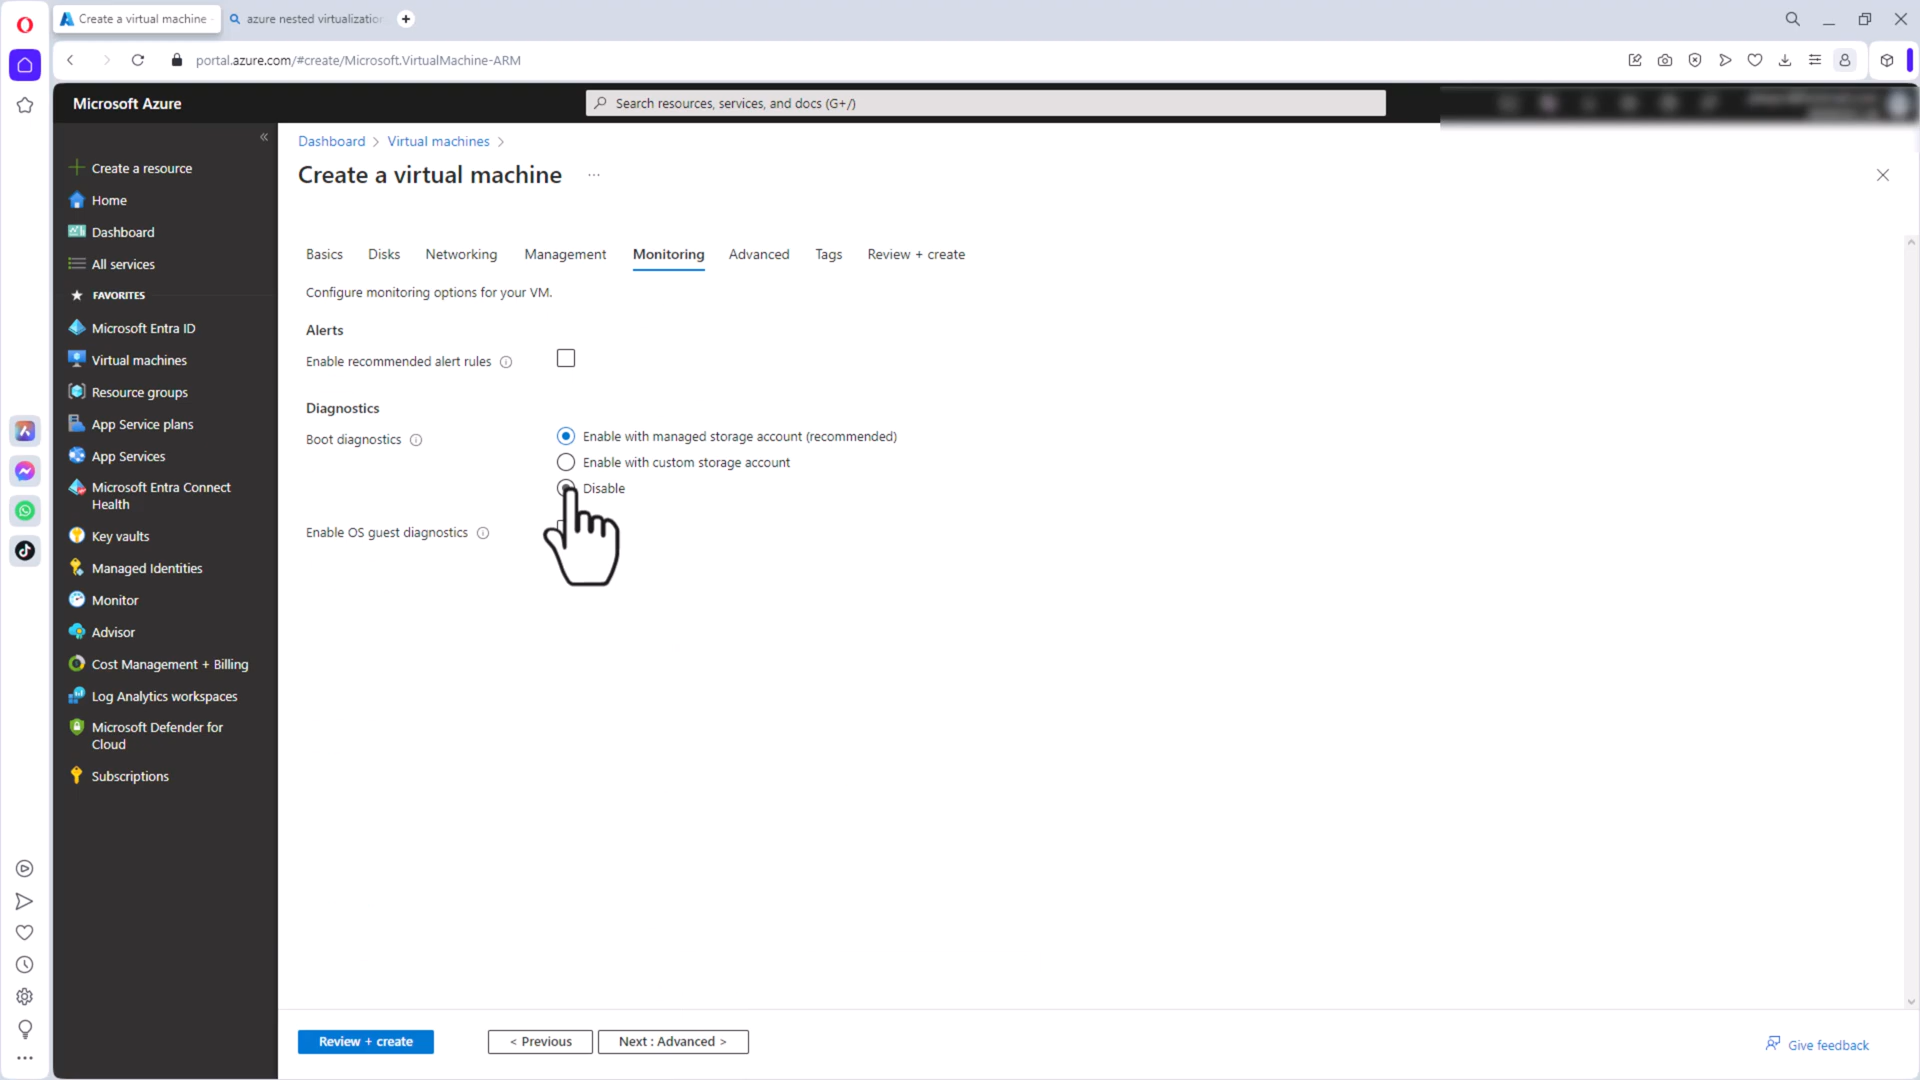 Create a virtual machine
azure nested virtualization
portal.azure.com/#create/Microsoft.VirtualMachine-ARM
Microsoft Azure
Search resources, services, and docs (G+/)
Create a resource
Home
Dashboard
All services
FAVORITES
Microsoft Entra ID
Virtual machines
Resource groups
App Service plans
App Services
Microsoft Entra Connect
Health
Key vaults
Managed Identities
Monitor
Advisor
Cost Management + Billing
Log Analytics workspaces
Microsoft Defender for
Cloud
Subscriptions
Dashboard > Virtual machines >
Create a virtual machine ...
Basics Disks Networking Management Monitoring Advanced Tags Review + create
Configure monitoring options for your VM.
Alerts
Enable recommended alert rules
Diagnostics
Boot diagnostics
Enable with managed storage account (recommended)
Enable with custom storage account
Disable
Enable OS guest diagnostics
Review + create
< Previous
Next : Advanced >
Give feedback